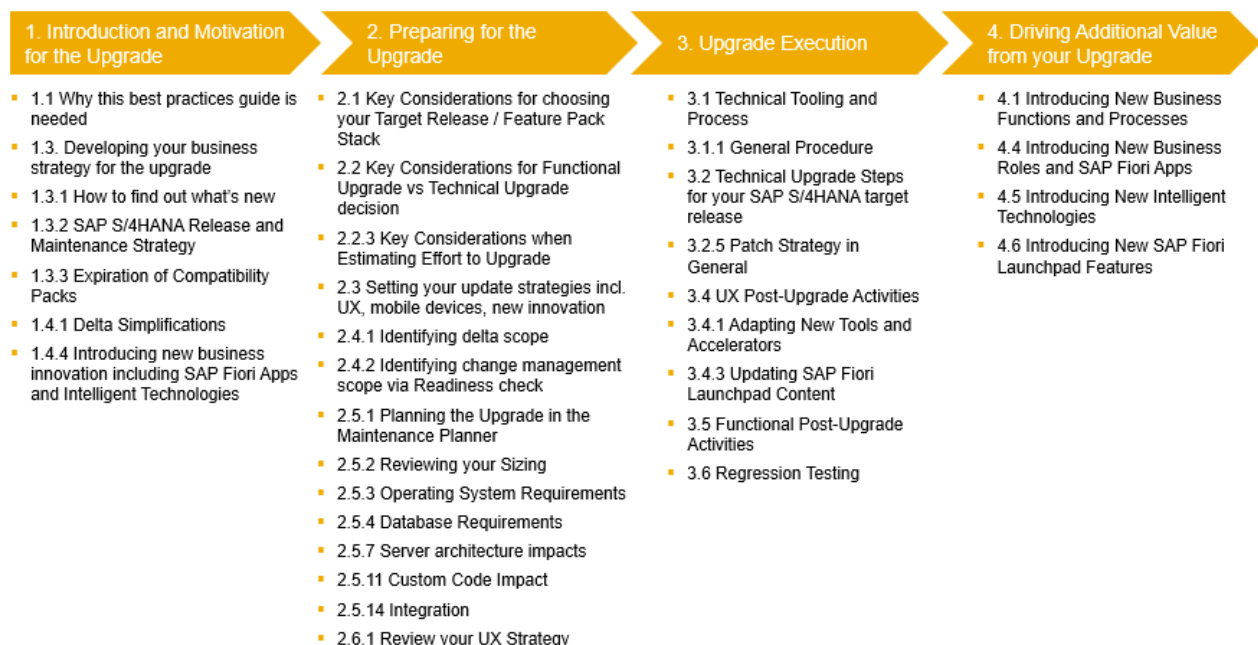 1. Introduction and Motivation
for the Upgrade
2. Preparing for the
Upgrade
3. Upgrade Execution
4. Driving Additional Value
from your Upgrade
1.1 Why this best practices guide is
needed
1.3. Developing your business
strategy for the upgrade
1.3.1 How to find out what's new
1.3.2 SAP S/4HANA Release and
Maintenance Strategy
1.3.3 Expiration of Compatibility
Packs
1.4.1 Delta Simplifications
1.4.4 Introducing new business
innovation including SAP Fiori Apps
and Intelligent Technologies
2.1 Key Considerations for choosing
your Target Release / Feature Pack
Stack
2.2 Key Considerations for Functional
Upgrade vs Technical Upgrade
decision
2.2.3 Key Considerations when
Estimating Effort to Upgrade
2.3 Setting your update strategies incl.
UX, mobile devices, new innovation
2.4.1 Identifying delta scope
2.4.2 Identifying change management
scope via Readiness check
2.5.1 Planning the Upgrade in the
Maintenance Planner
2.5.2 Reviewing your Sizing
2.5.3 Operating System Requirements
2.5.4 Database Requirements
2.5.7 Server architecture impacts
2.5.11 Custom Code Impact
2.5.14 Integration
2.6.1 Review your UX Strategy
3.1 Technical Tooling and
Process
3.1.1 General Procedure
3.2 Technical Upgrade Steps
for your SAP S/4HANA target
release
3.2.5 Patch Strategy in
General
3.4 UX Post-Upgrade Activities
3.4.1 Adapting New Tools and
Accelerators
3.4.3 Updating SAP Fiori
Launchpad Content
3.5 Functional Post-Upgrade
Activities
3.6 Regression Testing
4.1 Introducing New Business
Functions and Processes
4.4 Introducing New Business
Roles and SAP Fiori Apps
4.5 Introducing New Intelligent
Technologies
4.6 Introducing New SAP Fiori
Launchpad Features